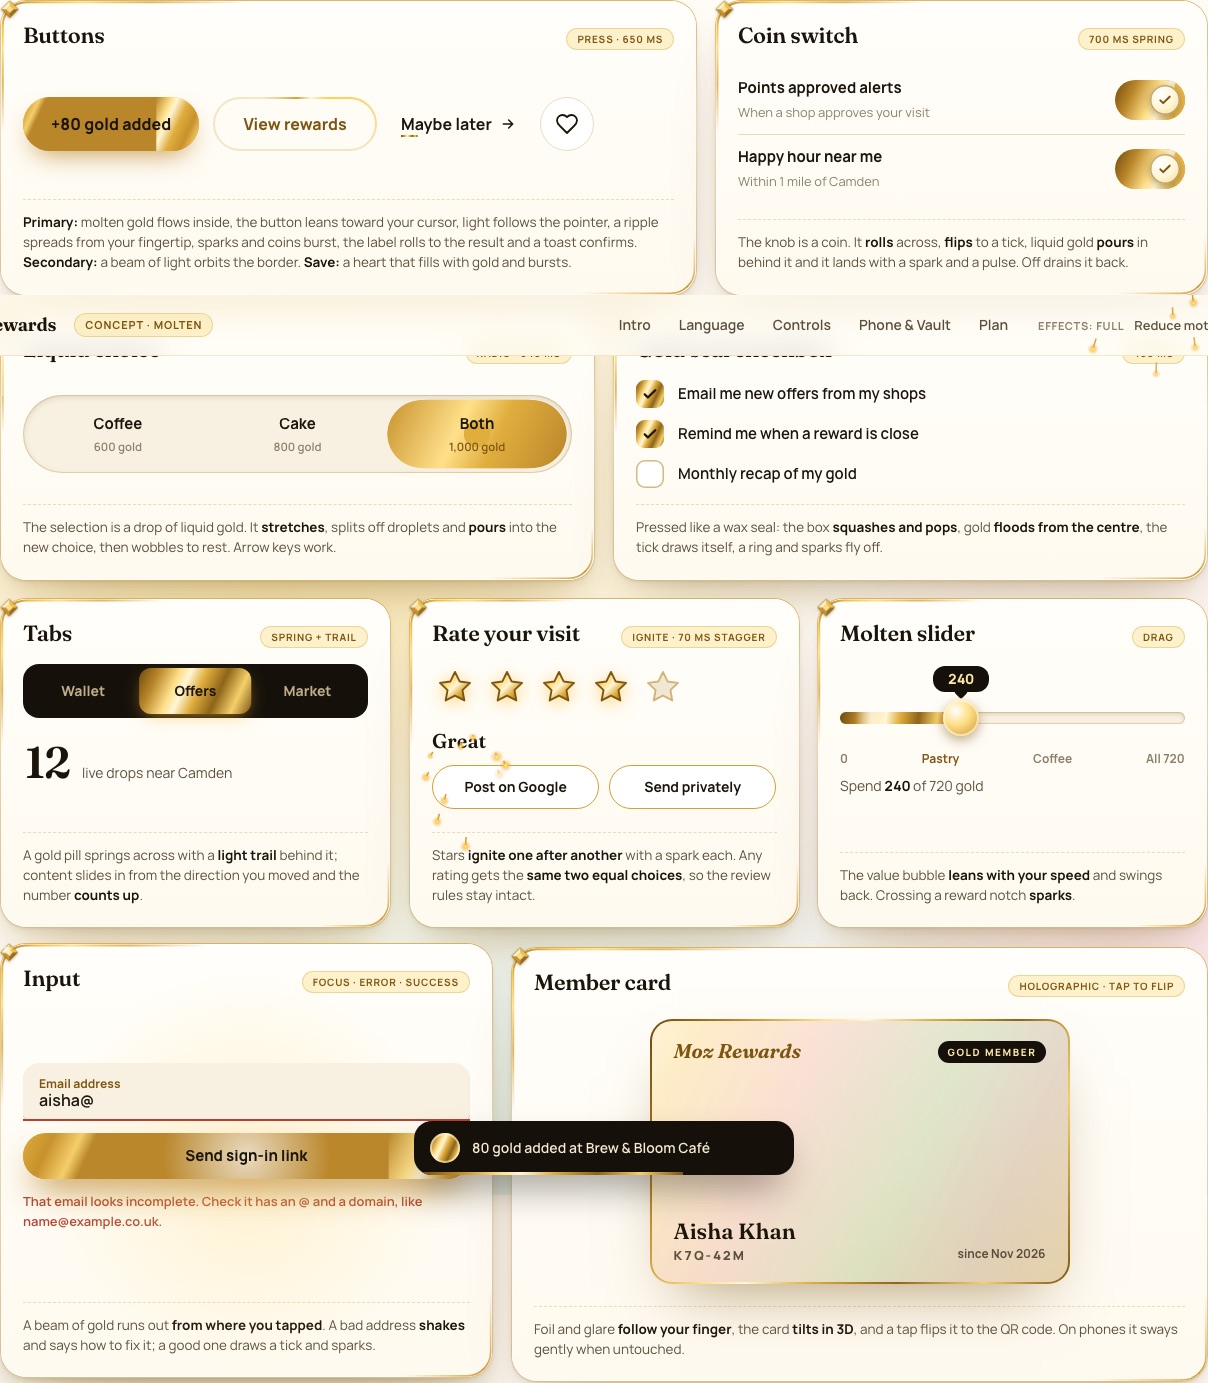 Buttons
PRESS · 650 MS
+80 gold added
View rewards
Maybe later →
Primary: molten gold flows inside, the button leans toward your cursor, light follows the pointer, a ripple
spreads from your fingertip, sparks and coins burst, the label rolls to the result and a toast confirms.
Secondary: a beam of light orbits the border. Save: a heart that fills with gold and bursts.
Coin switch
700 MS SPRING
Points approved alerts
When a shop approves your visit
Happy hour near me
Within 1 mile of Camden
The knob is a coin. It rolls across, flips to a tick, liquid gold pours in
behind it and it lands with a spark and a pulse. Off drains it back.
ewards
CONCEPT · MOLTEN
Intro
Language
Controls
Phone & Vault
Plan
EFFECTS: FULL
Reduce mot
Liquid choice
Coffee
600 gold
Cake
800 gold
Both
1,000 gold
The selection is a drop of liquid gold. It stretches, splits off droplets and pours into the
new choice, then wobbles to rest. Arrow keys work.
Email me new offers from my shops
Remind me when a reward is close
Monthly recap of my gold
Pressed like a wax seal: the box squashes and pops, gold floods from the centre, the
tick draws itself, a ring and sparks fly off.
Tabs
SPRING + TRAIL
Wallet
Offers
Market
12 live drops near Camden
A gold pill springs across with a light trail behind it;
content slides in from the direction you moved and the
number counts up.
Rate your visit
IGNITE · 70 MS STAGGER
Great
Post on Google
Send privately
Stars ignite one after another with a spark each. Any
rating gets the same two equal choices, so the review
rules stay intact.
Molten slider
DRAG
240
0
Pastry
Coffee
All 720
Spend 240 of 720 gold
The value bubble leans with your speed and swings
back. Crossing a reward notch sparks.
Input
FOCUS · ERROR · SUCCESS
Email address
aisha@
Send sign-in link
That email looks incomplete. Check it has an @ and a domain, like
name@example.co.uk.
A beam of gold runs out from where you tapped. A bad address shakes
and says how to fix it; a good one draws a tick and sparks.
Member card
HOLOGRAPHIC · TAP TO FLIP
Moz Rewards
GOLD MEMBER
80 gold added at Brew & Bloom Café
Aisha Khan
K7Q-42M
since Nov 2026
Foil and glare follow your finger, the card tilts in 3D, and a tap flips it to the QR code. On phones it sways
gently when untouched.